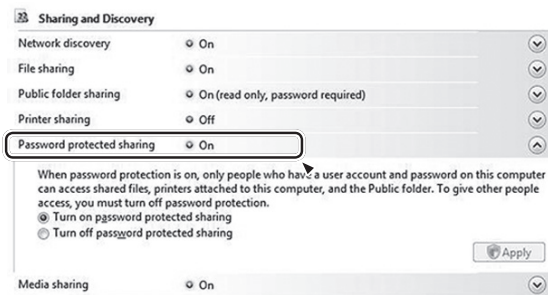 Sharing and Discovery
Network discovery On
File sharing On
Public folder sharing On (read only, password required)
Printer sharing Off
Password protected sharing On
When password protection is on, only people who have a user account and password on this computer
can access shared files, printers attached to this computer, and the Public folder. To give other people
access, you must turn off password protection.
Turn on password protected sharing
Turn off password protected sharing
Apply
Media sharing On